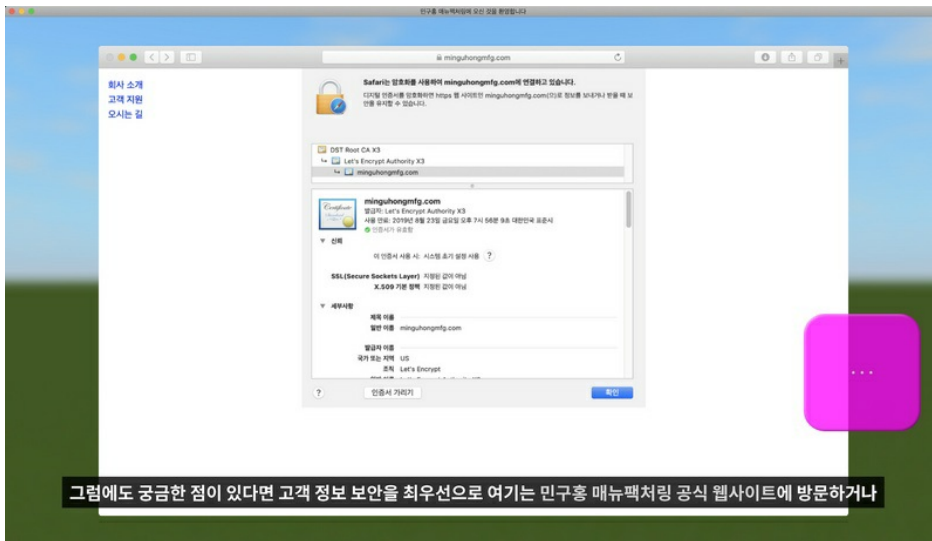 민구홍 매뉴팩처링에 오신 것을 환영합니다
minguhongmfg.com
회사 소개
고객 지원
오시는 길
Safari는 암호화를 사용하여 minguhongmfg.com에 연결하고 있습니다.
디지털 인증서를 암호화하면 https 웹 사이트인 minguhongmfg.com(으)로 정보를 보내거나 받을 때 보
안을 유지할 수 있습니다.
DST Root CA X3
Let's Encrypt Authority X3
minguhongmfg.com
Certificate
minguhongmfg.com
발급자: Let's Encrypt Authority X3
사용 만료: 2019년 8월 23일 금요일 오후 7시 56분 9초 대한민국 표준시
인증서가 유효함
신뢰
이 인증서 사용 시: 시스템 초기 설정 사용 ?
SSL(Secure Sockets Layer) 지정된 값이 아님
X.509 기본 정책 지정된 값이 아님
세부사항
제목 이름
일반 이름 minguhongmfg.com
발급자 이름
국가 또는 지역 US
조직 Let's Encrypt
? 인증서 가리기 확인
...
그럼에도 궁금한 점이 있다면 고객 정보 보안을 최우선으로 여기는 민구홍 매뉴팩처링 공식 웹사이트에 방문하거나